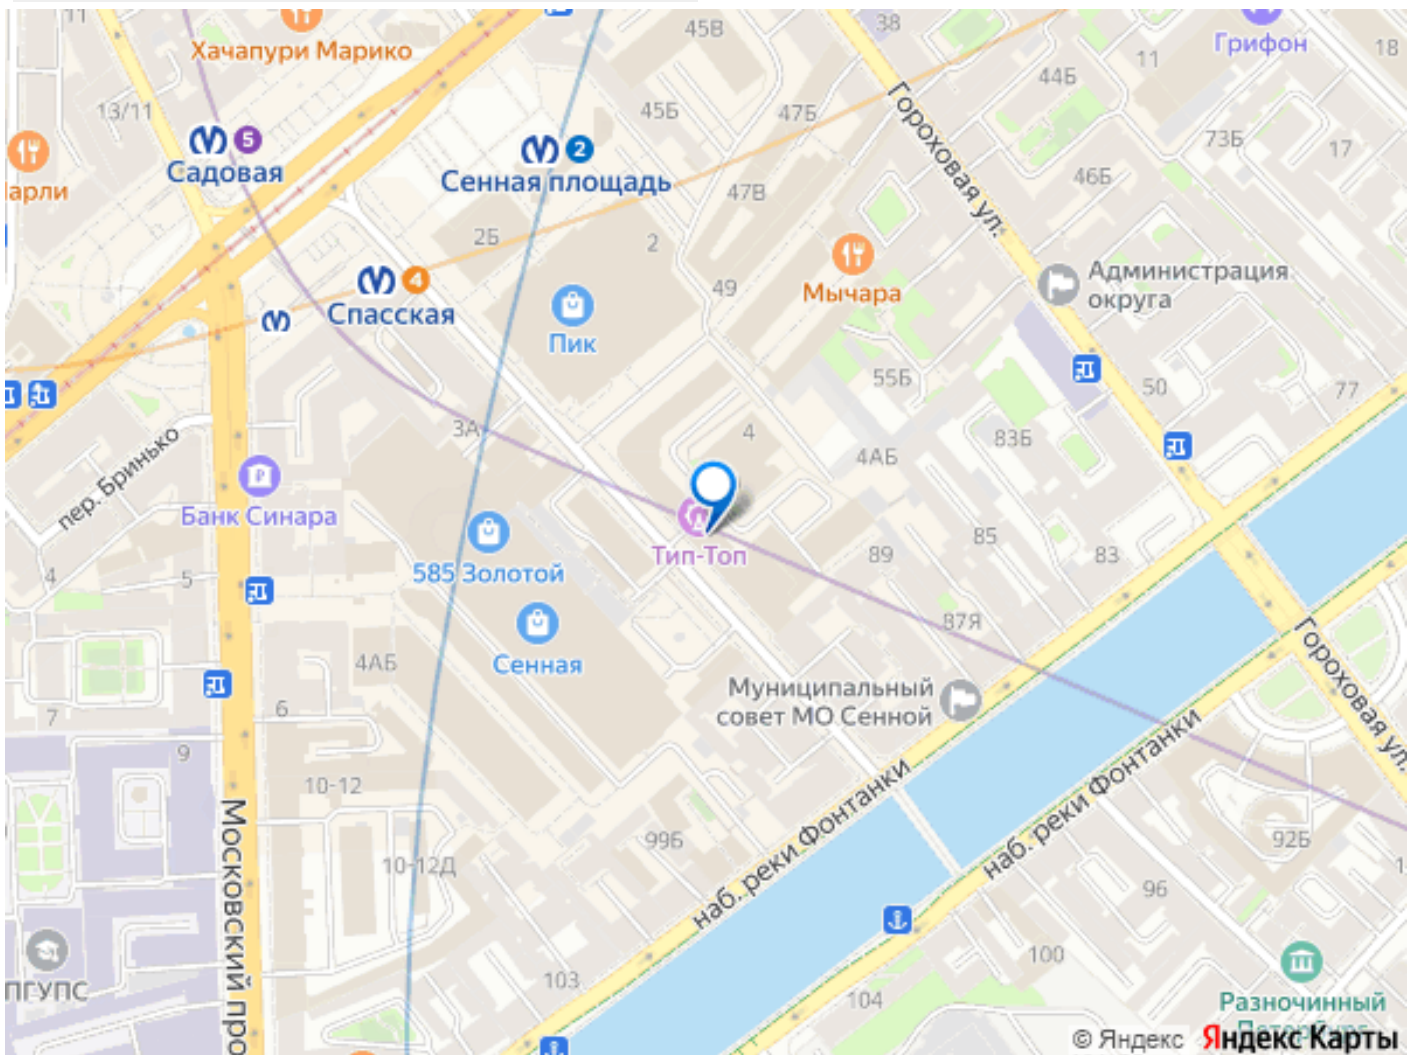 11
Хачапури Марико
45В
38
Грифон
18
11
44Б
13/11
45Б
47Б
Гороховая ул.
73Б
17
5
Садовая
2
Сенная площадь
арли
46Б
47В
2Б
2
Мычара
Администрация
округа
4
Спасская
49
Пик
55Б
50
77
3А
4
83Б
4АБ
пер. Бринько
Банк Синара
Тип-Топ
585 Золотой
89
85
83
4
5
87Я
Сенная
4АБ
Гороховая ул.
Муниципальный
совет МО Сенной
7
6
9
10-12
наб. реки Фонтанки
наб. реки Фонтанки
Московский про
99Б
92Б
10-12Д
96
ПГУПС
103
100
104
Разночинный
Петербург
© Яндекс Яндекс Карты